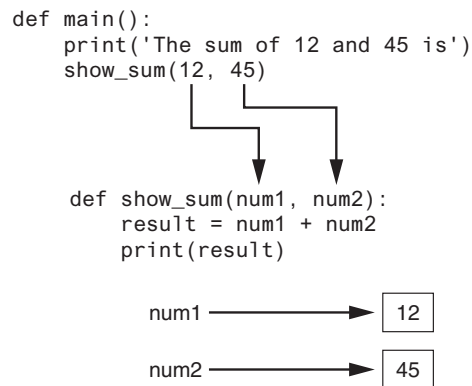 def main():
    print('The sum of 12 and 45 is')
    show_sum(12, 45)
def show_sum(num1, num2):
    result = num1 + num2
    print(result)
num1 12
num2 45